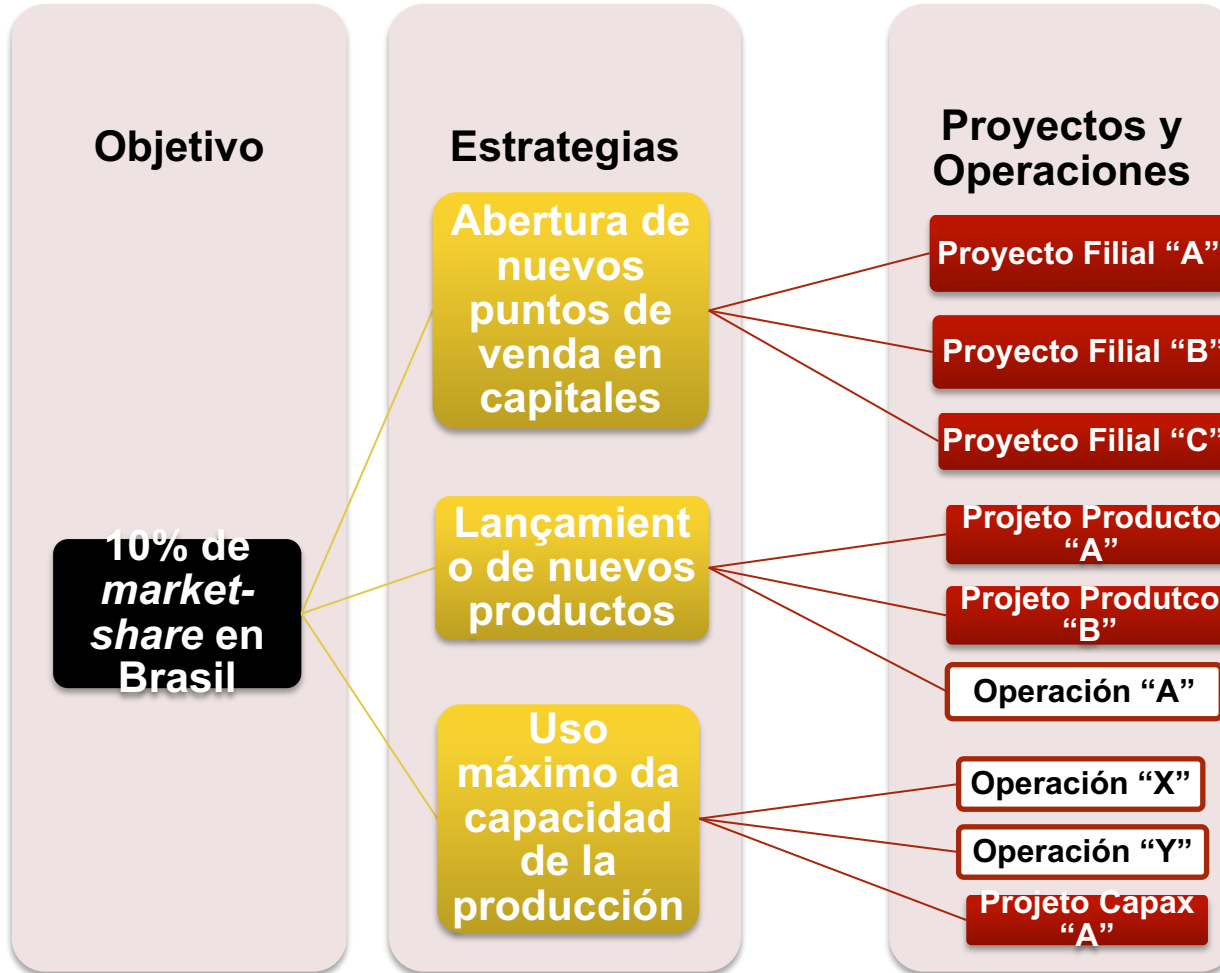 Objetivo
10% de
market-
share en
Brasil
Estrategias
Abertura de
nuevos
puntos de
venda en
capitales
Lançamient
o de nuevos
productos
Uso
máximo da
capacidad
de la
producción
Proyectos y
Operaciones
Proyecto Filial “A”
Proyecto Filial “B”
Proyetco Filial “C”
Projeto Producto
“A”
Projeto Produtco
“B”
Operación “A”
Operación “X”
Operación “Y”
Projeto Capax
“A”